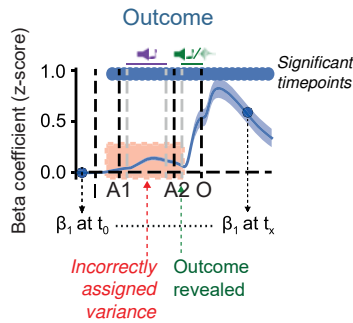 Outcome
Significant
timepoints
Beta coefficient (z-score)
1.0
0.5
0.0
I A1 A2 O
β₁ at t₀ β₁ at tₓ
Incorrectly
assigned
variance
Outcome
revealed